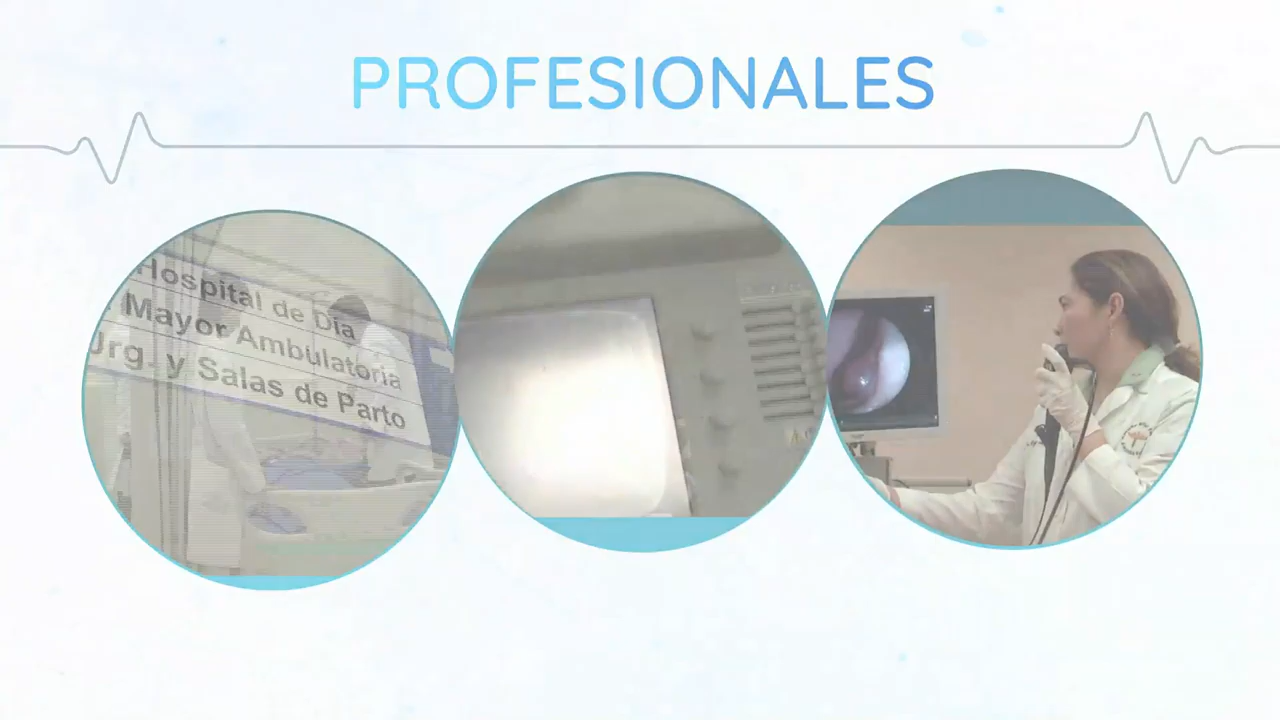 PROFESIONALES
Hospital de Día
Mayor Ambulatoria
Urg. y Salas de Parto